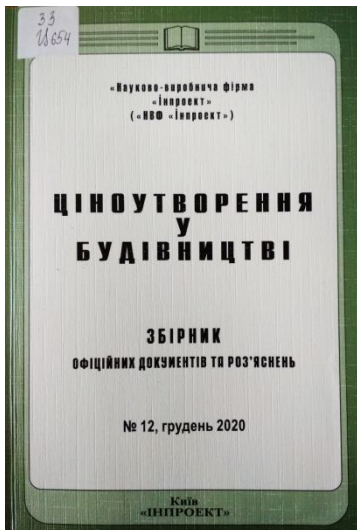 33
Ц654
«Науково-виробнича фірма
«Інпроект»
(«НВФ «Інпроект»)
ЦІНОУТВОРЕННЯ
У
БУДІВНИЦТВІ
ЗБІРНИК
ОФІЦІЙНИХ ДОКУМЕНТІВ ТА РОЗ'ЯСНЕНЬ
№ 12, грудень 2020
Київ
«ІНПРОЕКТ»